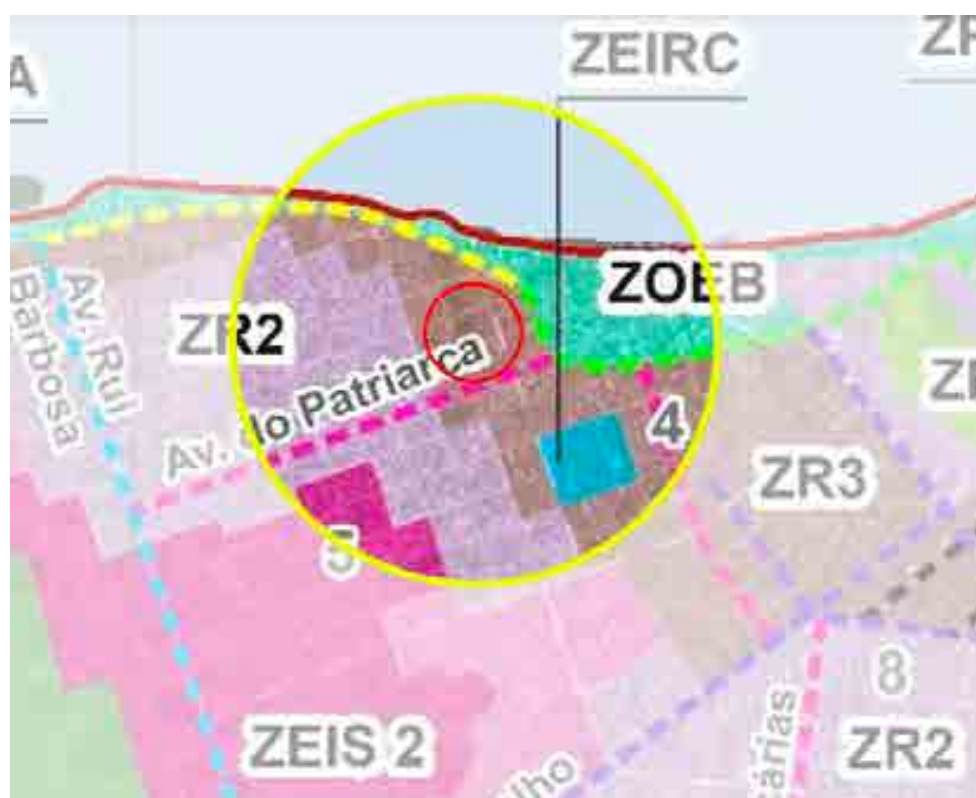 ZEIRC
A
ZOEB
ZR2
Av. Rui
Barbosa
Av. do Patriarca
4
ZR3
5
8
ZEIS 2
ZR2